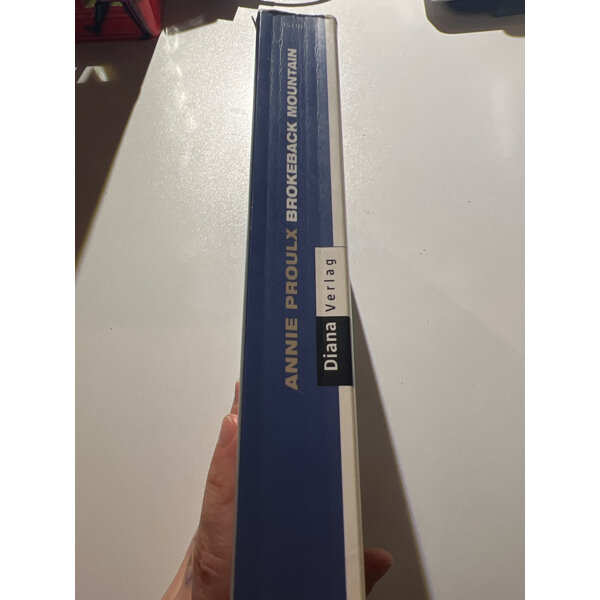 ANNIE PROULX BROKEBACK MOUNTAIN
Diana Verlag